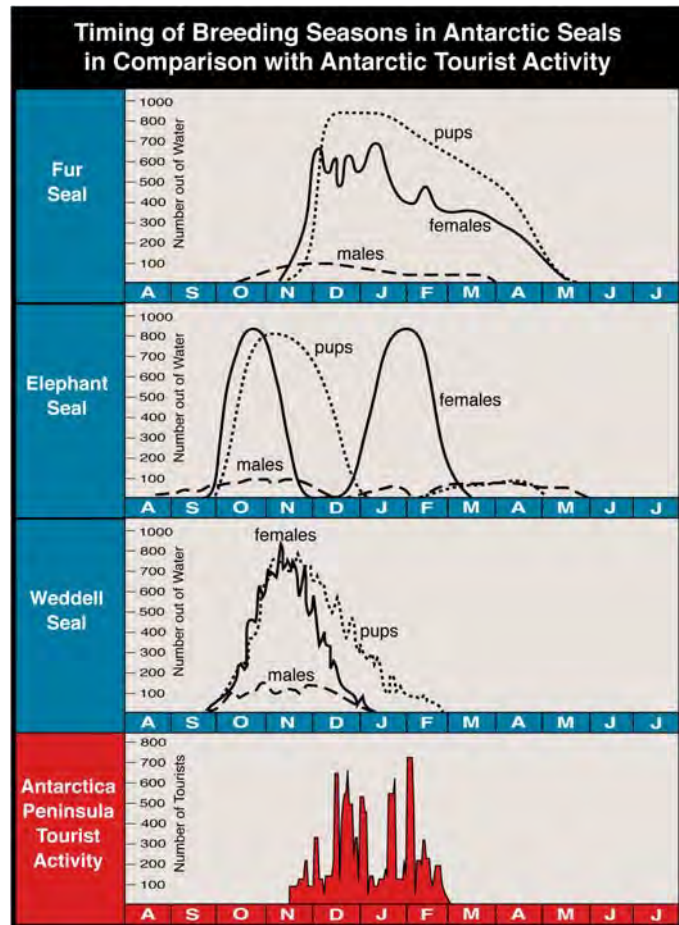 Timing of Breeding Seasons in Antarctic Seals
in Comparison with Antarctic Tourist Activity
Fur
Seal
Number out of Water
1000
800
700
600
500
400
300
200
100
pups
females
males
A S O N D J F M A M J J
Elephant
Seal
Number out of Water
1000
800
700
600
500
400
300
200
100
pups
females
males
A S O N D J F M A M J J
Weddell
Seal
Number out of Water
1000
800
700
600
500
400
300
200
100
females
pups
males
A S O N D J F M A M J J
Antarctica
Peninsula
Tourist
Activity
Number of Tourists
800
700
600
500
400
300
200
100
A S O N D J F M A M J J